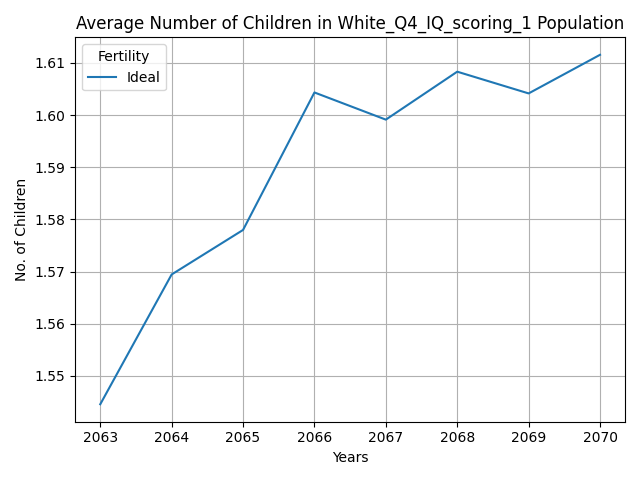 Average Number of Children in White_Q4_IQ_scoring_1 Population
Fertility
Ideal
No. of Children
1.61
1.60
1.59
1.58
1.57
1.56
1.55
2063 2064 2065 2066 2067 2068 2069 2070
Years